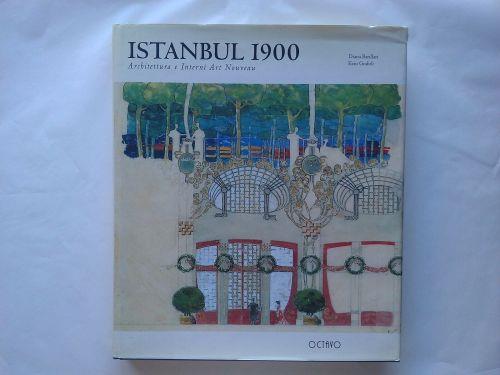 ISTANBUL 1900
Architettura e Interni Art Nouveau
Diana Barillari
Ezio Godoli
OCTAVO